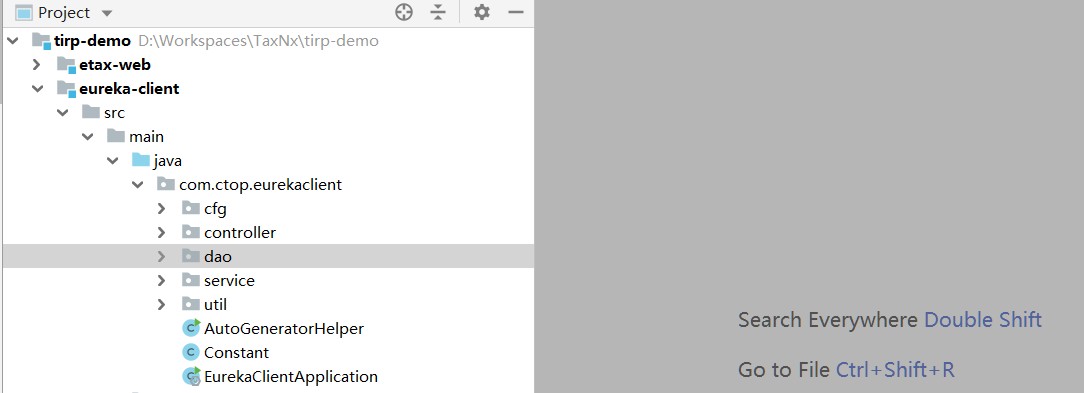 Project
tirp-demo D:\Workspaces\TaxNx\tirp-demo
etax-web
eureka-client
src
main
java
com.ctop.eurekaclient
cfg
controller
dao
service
util
AutoGeneratorHelper
Constant
EurekaClientApplication
Search Everywhere Double Shift
Go to File Ctrl+Shift+R